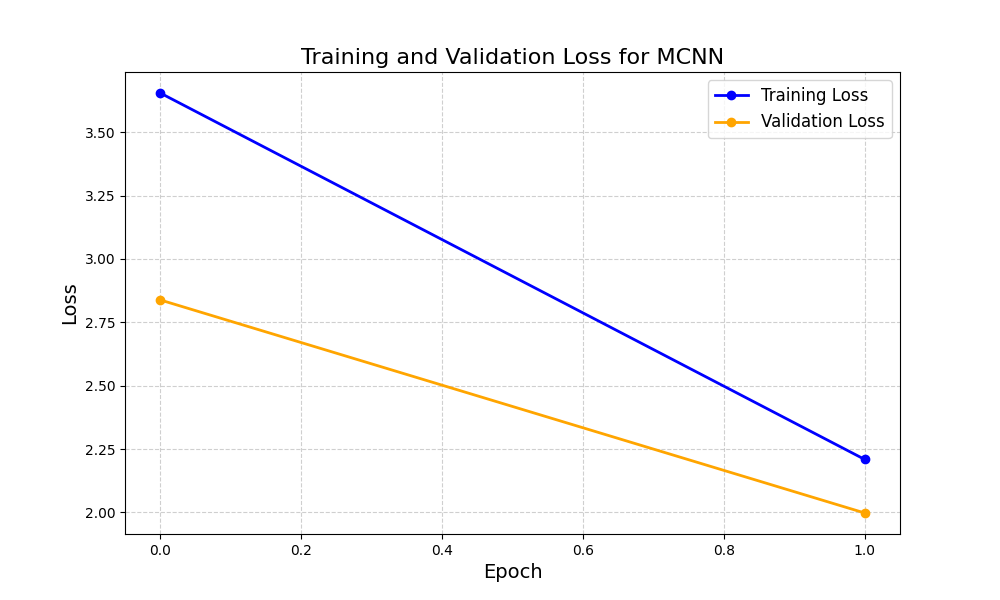 Training and Validation Loss for MCNN
Training Loss
Validation Loss
Loss
3.50
3.25
3.00
2.75
2.50
2.25
2.00
0.0 0.2 0.4 0.6 0.8 1.0
Epoch